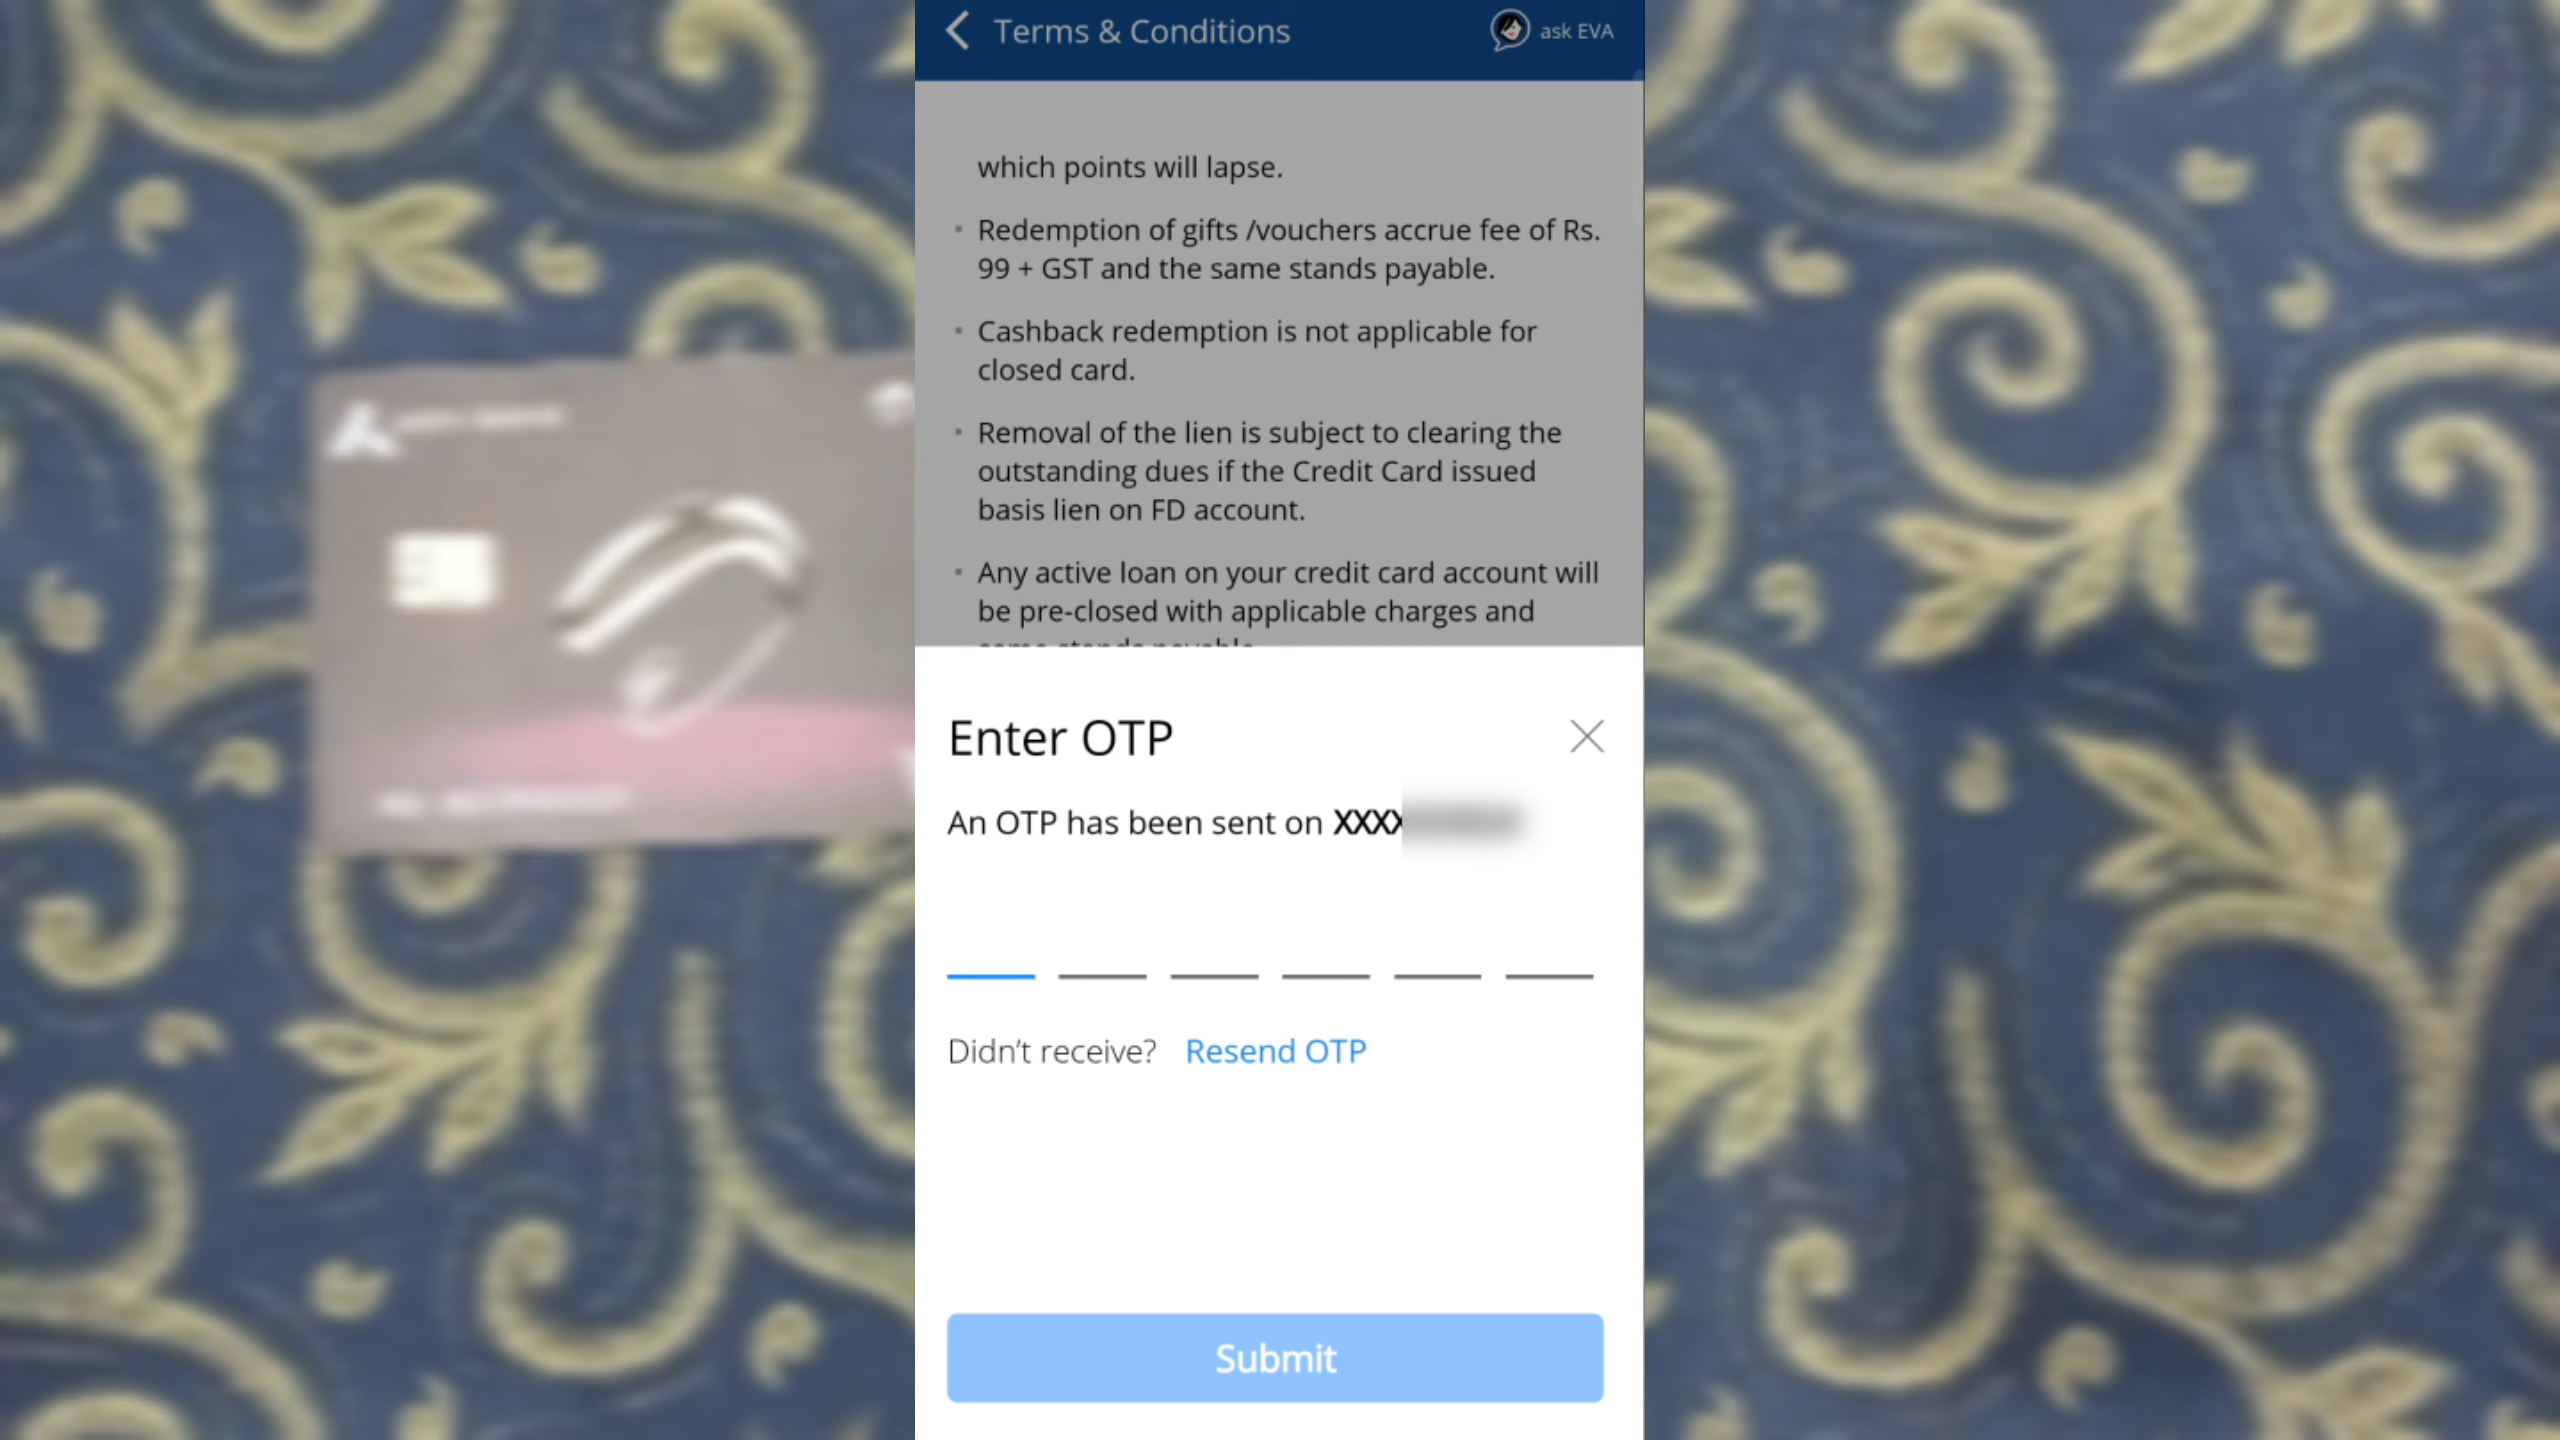 Terms & Conditions
ask EVA
which points will lapse.
Redemption of gifts /vouchers accrue fee of Rs.
99 + GST and the same stands payable.
Cashback redemption is not applicable for
closed card.
Removal of the lien is subject to clearing the
outstanding dues if the Credit Card issued
basis lien on FD account.
Any active loan on your credit card account will
be pre-closed with applicable charges and
same stands payable.
Enter OTP
An OTP has been sent on XXXX
Didn't receive? Resend OTP
Submit